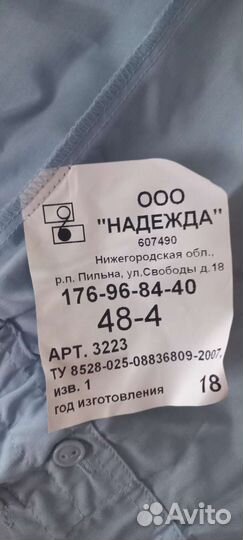 ООО
"НАДЕЖДА"
607490
Нижегородская обл.,
р.п. Пильна, ул.Свободы д.18
176-96-84-40
48-4
АРТ. 3223
ТУ 8528-025-08836809-2007,
изв. 1
год изготовления 18
Avito